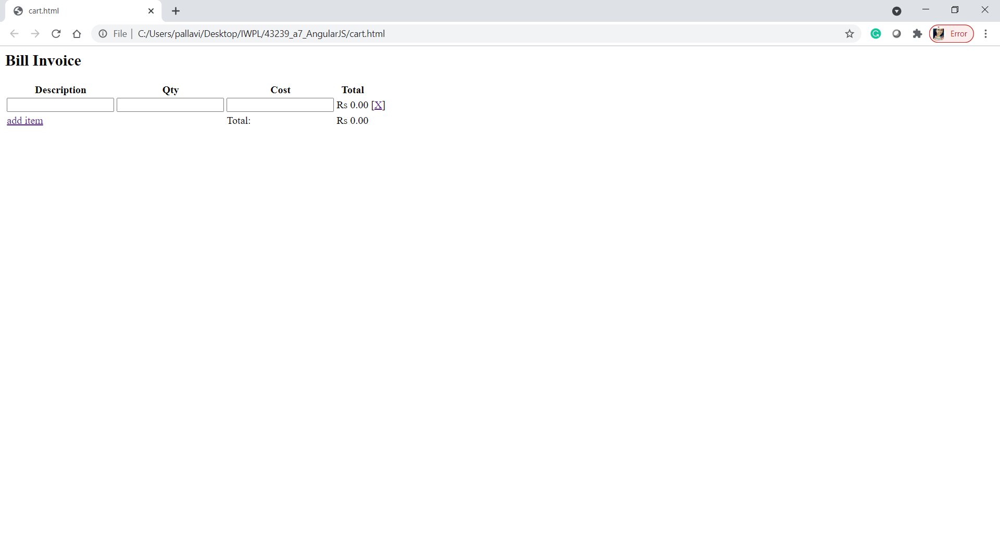 cart.html
File | C:/Users/pallavi/Desktop/IWPL/43239_a7_AngularJS/cart.html
Error
Bill Invoice
Description Qty Cost Total
Rs 0.00 [X]
add item Total: Rs 0.00